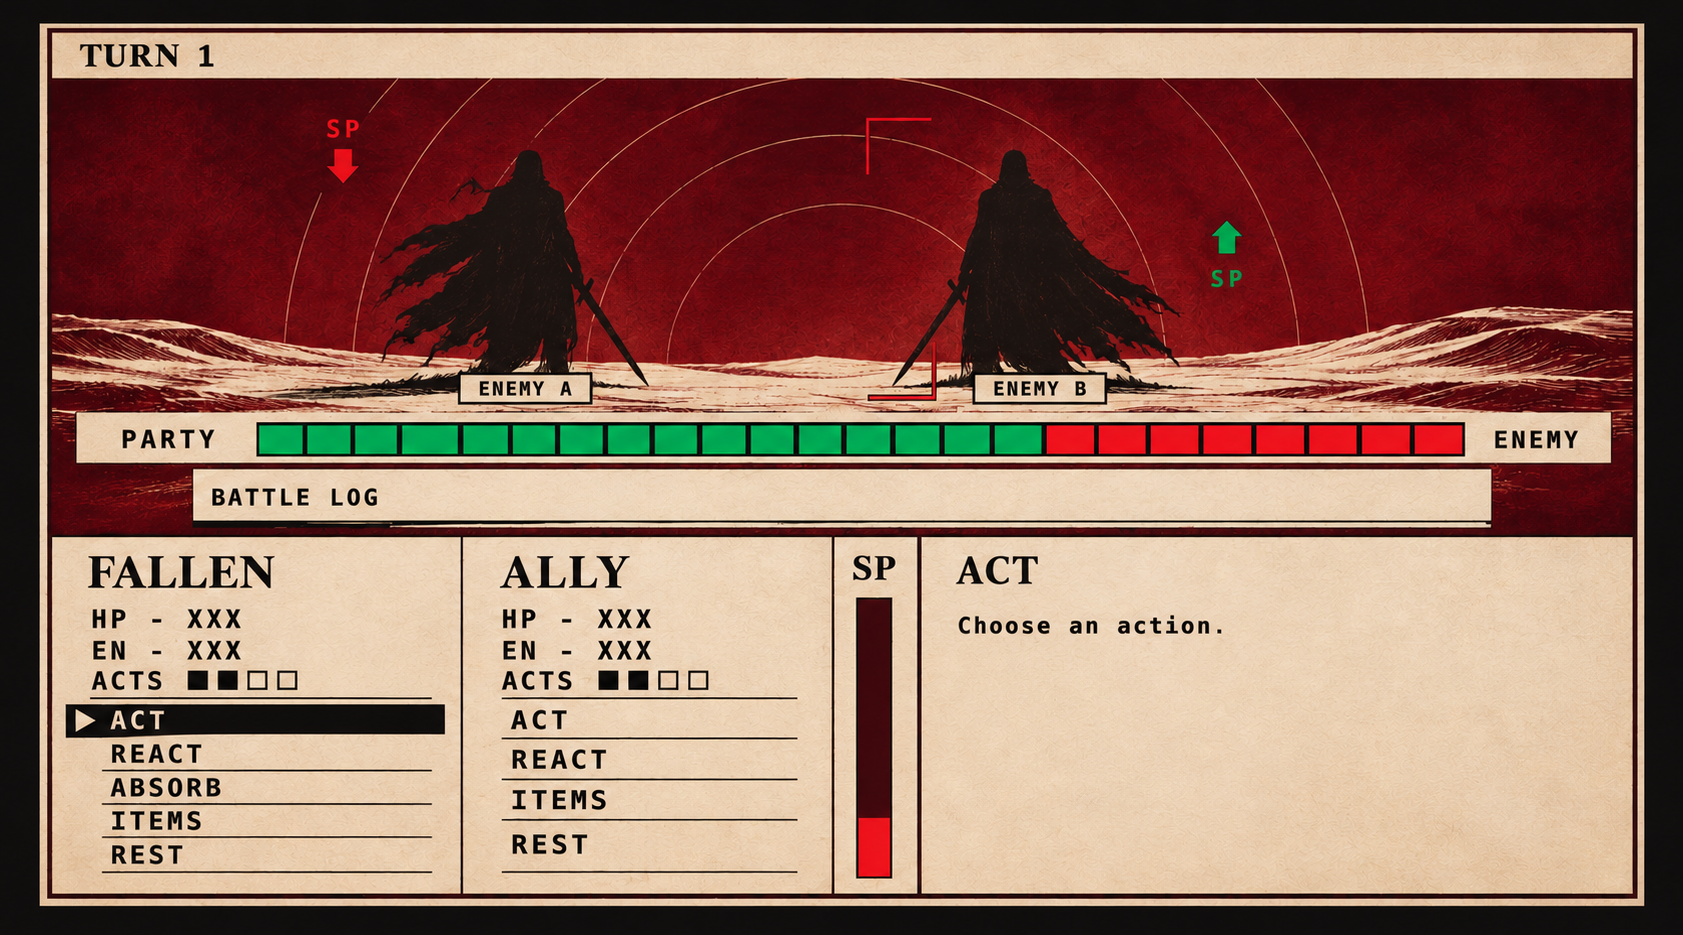 TURN 1
SP
SP
ENEMY A
ENEMY B
PARTY
ENEMY
BATTLE LOG
FALLEN
HP - XXX
EN - XXX
ACTS
ACT
REACT
ABSORB
ITEMS
REST
ALLY
HP - XXX
EN - XXX
ACTS
ACT
REACT
ITEMS
REST
SP
ACT
Choose an action.